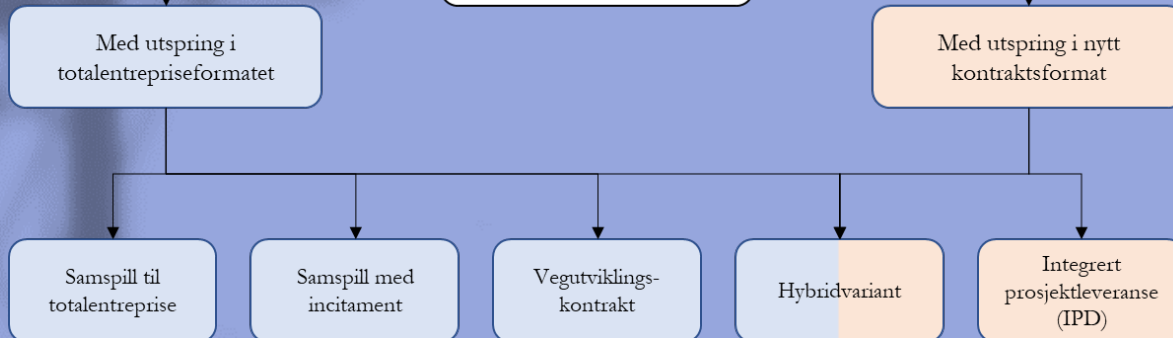 Med utspring i
totalentrepriseformatet
Med utspring i nytt
kontraktsformat
Samspill til
totalentreprise
Samspill med
incitament
Vegutviklings-
kontrakt
Hybridvariant
Integrert
prosjektleveranse
(IPD)